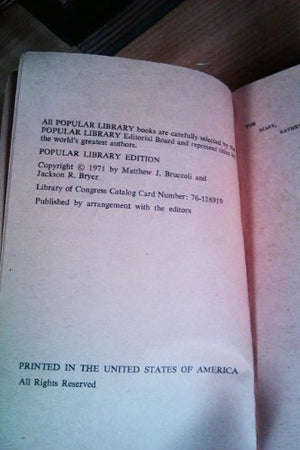 All POPULAR LIBRARY books are carefully selected by the
POPULAR LIBRARY Editorial Board and represent titles by
the world's greatest authors.
POPULAR LIBRARY EDITION
Copyright © 1971 by Matthew J. Bruccoli and
Jackson R. Bryer
Library of Congress Catalog Card Number: 76-126919
Published by arrangement with the editors
PRINTED IN THE UNITED STATES OF AMERICA
All Rights Reserved
FOR MARY,